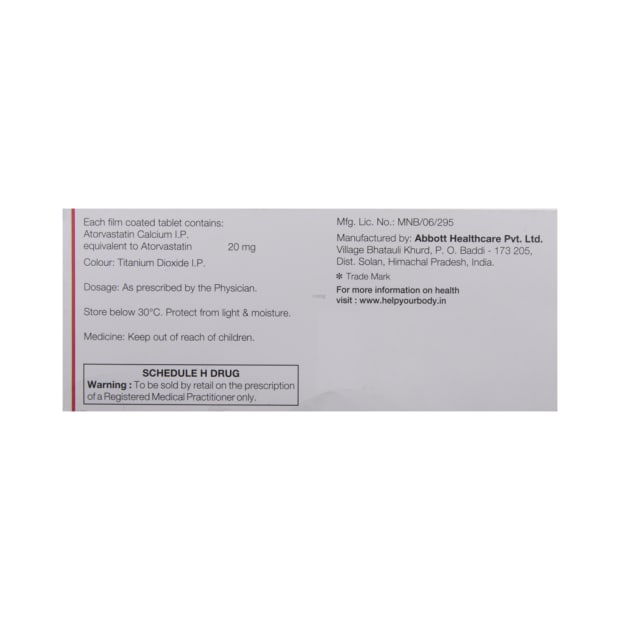 Each film coated tablet contains:
Atorvastatin Calcium I.P.
equivalent to Atorvastatin 20 mg
Colour: Titanium Dioxide I.P.
Dosage: As prescribed by the Physician.
Store below 30°C. Protect from light & moisture.
Medicine: Keep out of reach of children.
SCHEDULE H DRUG
Warning : To be sold by retail on the prescription
of a Registered Medical Practitioner only.
Mfg. Lic. No.: MNB/06/295
Manufactured by: Abbott Healthcare Pvt. Ltd.
Village Bhatauli Khurd, P. O. Baddi - 173 205,
Dist. Solan, Himachal Pradesh, India.
✻ Trade Mark
For more information on health
visit : www.helpyourbody.in